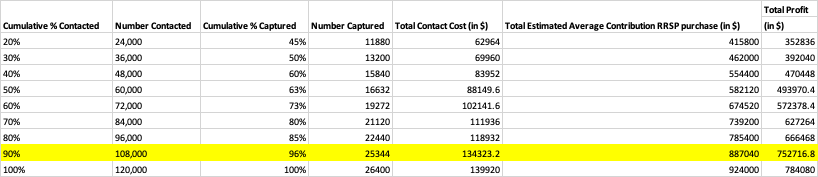 Total Profit
Cumulative % Contacted Number Contacted Cumulative % Captured Number Captured Total Contact Cost (in $) Total Estimated Average Contribution RRSP purchase (in $) (in $)
20% 24,000 45% 11880 62964 415800 352836
30% 36,000 50% 13200 69960 462000 392040
40% 48,000 60% 15840 83952 554400 470448
50% 60,000 63% 16632 88149.6 582120 493970.4
60% 72,000 73% 19272 102141.6 674520 572378.4
70% 84,000 80% 21120 111936 739200 627264
80% 96,000 85% 22440 118932 785400 666468
90% 108,000 96% 25344 134323.2 887040 752716.8
100% 120,000 100% 26400 139920 924000 784080